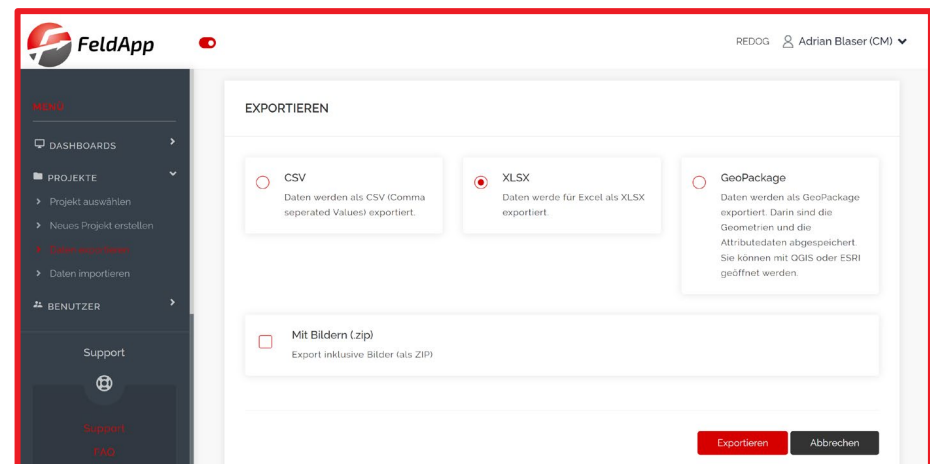 FeldApp
REDOG Adrian Blaser (CM)
MENÜ
DASHBOARDS
PROJEKTE
Projekt auswählen
Neues Projekt erstellen
Daten exportieren
Daten importieren
BENUTZER
Support
Support
FAQ
EXPORTIEREN
CSV
Daten werden als CSV (Comma
seperated Values) exportiert.
XLSX
Daten werde für Excel als XLSX
exportiert.
GeoPackage
Daten werden als GeoPackage
exportiert. Darin sind die
Geometrien und die
Attributedaten abgespeichert.
Sie können mit QGIS oder ESRI
geöffnet werden.
Mit Bildern (.zip)
Export inklusive Bilder (als ZIP)
Exportieren Abbrechen